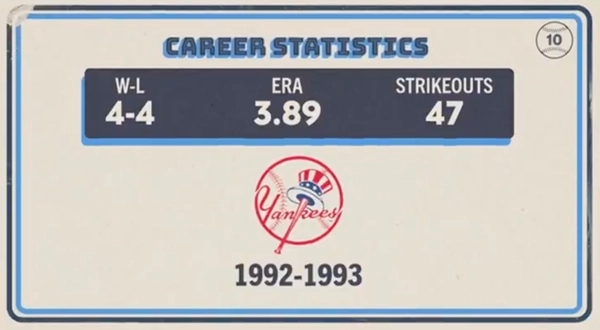 CAREER STATISTICS
10
W-L ERA STRIKEOUTS
4-4 3.89 47
Yankees
1992-1993